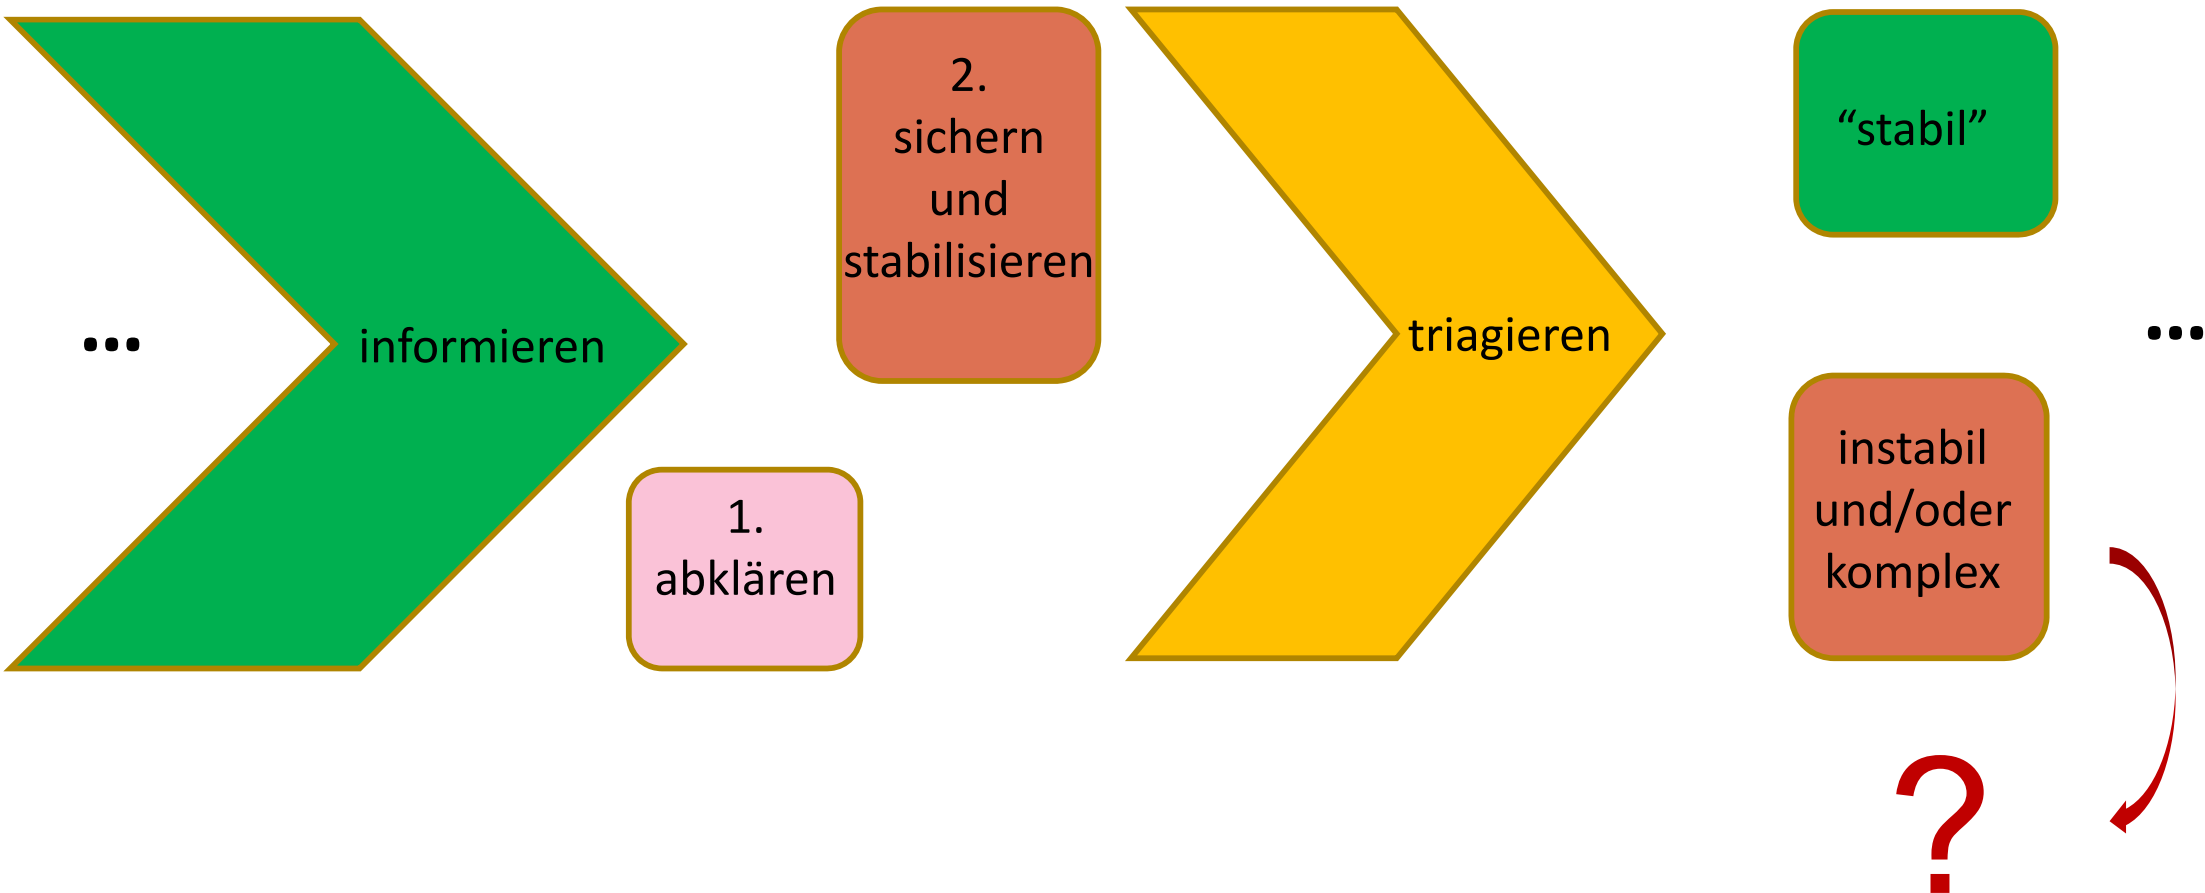 ...
informieren
1.
abklären
2.
sichern
und
stabilisieren
triagieren
“stabil”
instabil
und/oder
komplex
...
?